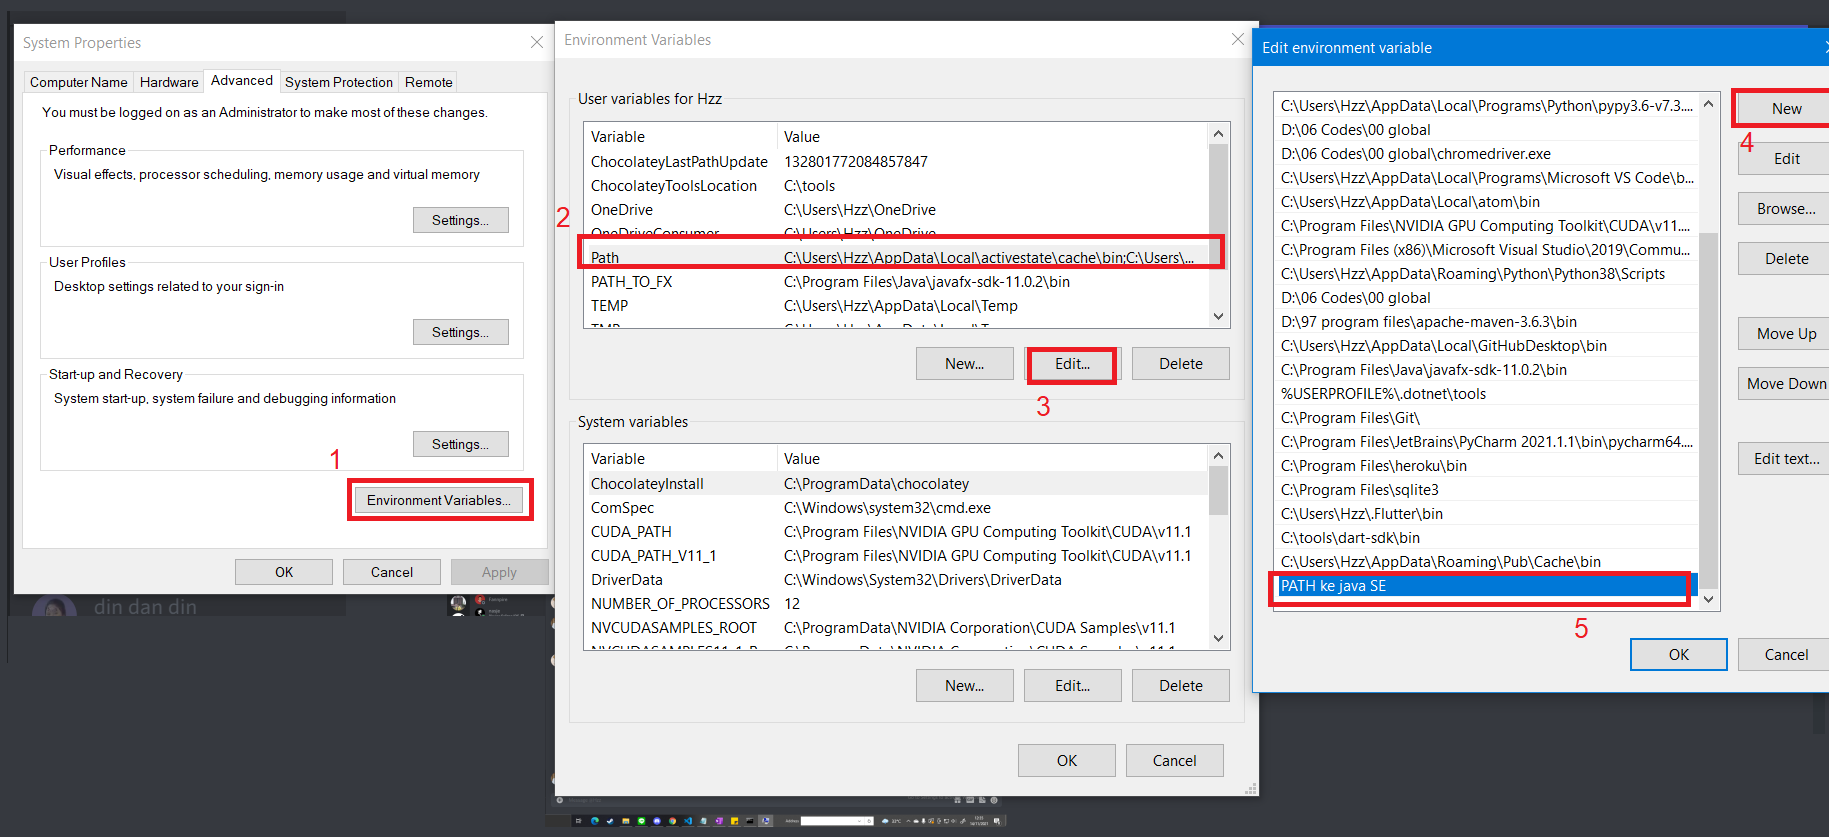 System Properties
Computer Name
Hardware
Advanced
System Protection
Remote
You must be logged on as an Administrator to make most of these changes.
Performance
Visual effects, processor scheduling, memory usage and virtual memory
Settings...
User Profiles
Desktop settings related to your sign-in
Settings...
Start-up and Recovery
System start-up, system failure and debugging information
Settings...
1
Environment Variables...
OK
Cancel
Apply
din dan din
Environment Variables
User variables for Hzz
Variable Value
ChocolateyLastPathUpdate 132801772084857847
ChocolateyToolsLocation C:\tools
OneDrive C:\Users\Hzz\OneDrive
2
OneDriveConsumer C:\Users\Hzz\OneDrive
Path C:\Users\Hzz\AppData\Local\activestate\cache\bin;C:\Users\...
PATH_TO_FX C:\Program Files\Java\javafx-sdk-11.0.2\bin
TEMP C:\Users\Hzz\AppData\Local\Temp
New...
Edit...
Delete
3
System variables
Variable Value
ChocolateyInstall C:\ProgramData\chocolatey
ComSpec C:\Windows\system32\cmd.exe
CUDA_PATH C:\Program Files\NVIDIA GPU Computing Toolkit\CUDA\v11.1
CUDA_PATH_V11_1 C:\Program Files\NVIDIA GPU Computing Toolkit\CUDA\v11.1
DriverData C:\Windows\System32\Drivers\DriverData
NUMBER_OF_PROCESSORS 12
NVCUDASAMPLES_ROOT C:\ProgramData\NVIDIA Corporation\CUDA Samples\v11.1
New...
Edit...
Delete
OK
Cancel
Edit environment variable
C:\Users\Hzz\AppData\Local\Programs\Python\pypy3.6-v7.3....
D:\06 Codes\00 global
D:\06 Codes\00 global\chromedriver.exe
C:\Users\Hzz\AppData\Local\Programs\Microsoft VS Code\b...
C:\Users\Hzz\AppData\Local\atom\bin
C:\Program Files\NVIDIA GPU Computing Toolkit\CUDA\v11....
C:\Program Files (x86)\Microsoft Visual Studio\2019\Commu...
C:\Users\Hzz\AppData\Roaming\Python\Python38\Scripts
D:\06 Codes\00 global
D:\97 program files\apache-maven-3.6.3\bin
C:\Users\Hzz\AppData\Local\GitHubDesktop\bin
C:\Program Files\Java\javafx-sdk-11.0.2\bin
%USERPROFILE%\.dotnet\tools
C:\Program Files\Git\
C:\Program Files\JetBrains\PyCharm 2021.1.1\bin\pycharm64....
C:\Program Files\heroku\bin
C:\Program Files\sqlite3
C:\Users\Hzz\.Flutter\bin
C:\tools\dart-sdk\bin
C:\Users\Hzz\AppData\Roaming\Pub\Cache\bin
PATH ke java SE
5
New
4
Edit
Browse...
Delete
Move Up
Move Down
Edit text...
OK
Cancel